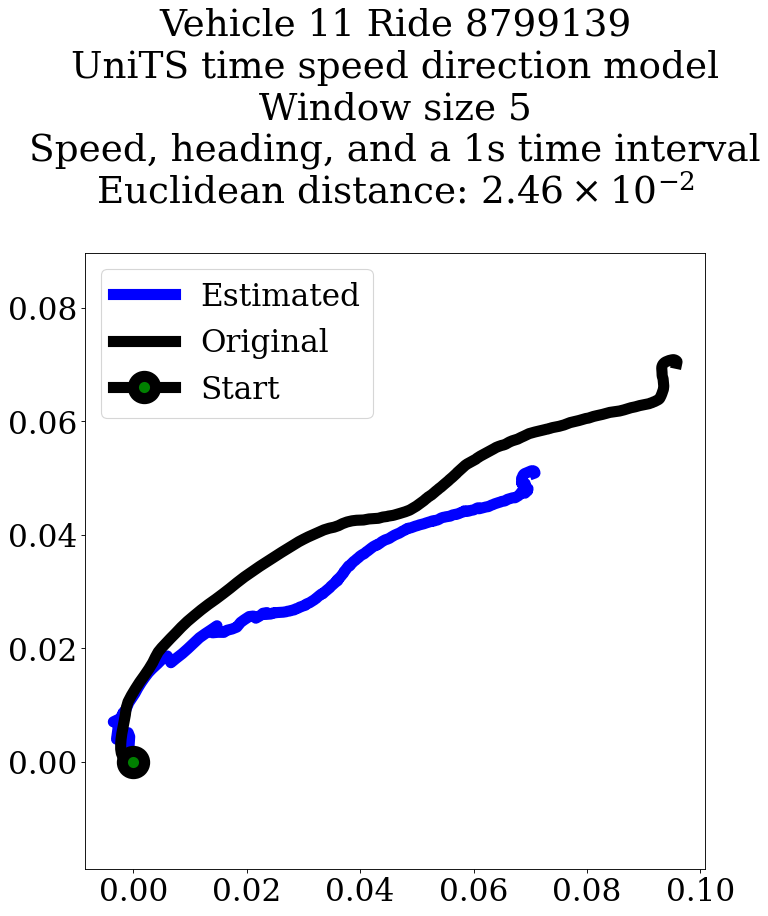 Vehicle 11 Ride 8799139
UniTS time speed direction model
Window size 5
Speed, heading, and a 1s time interval
Euclidean distance: 2.46 × 10⁻²
Estimated
Original
Start
0.08
0.06
0.04
0.02
0.00
0.00 0.02 0.04 0.06 0.08 0.10